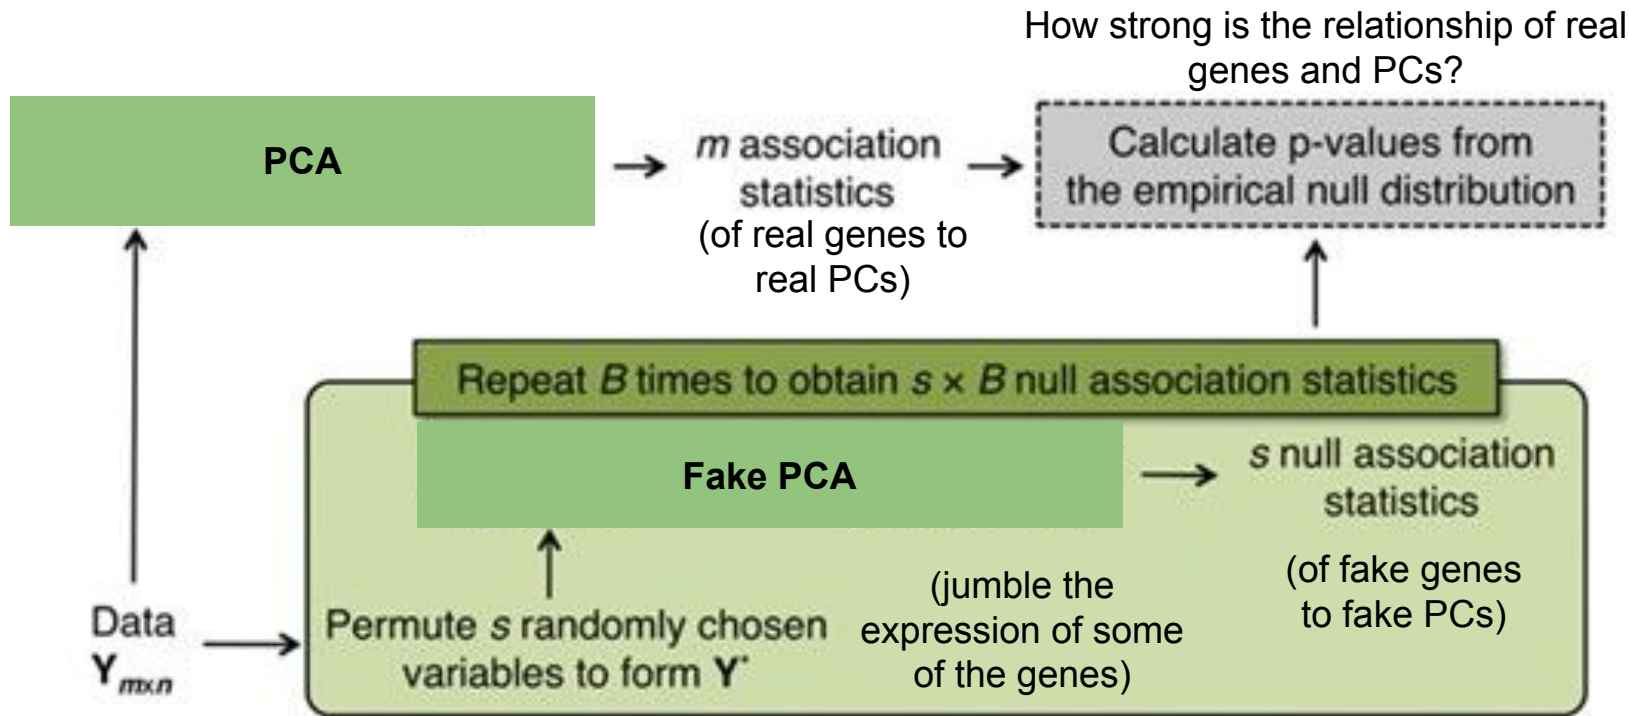 How strong is the relationship of real
genes and PCs?
PCA
m association
statistics
(of real genes to
real PCs)
Calculate p-values from
the empirical null distribution
Repeat B times to obtain s × B null association statistics
Fake PCA
s null association
statistics
(of fake genes
to fake PCs)
Data
Y m×n
Permute s randomly chosen
variables to form Y*
(jumble the
expression of some
of the genes)